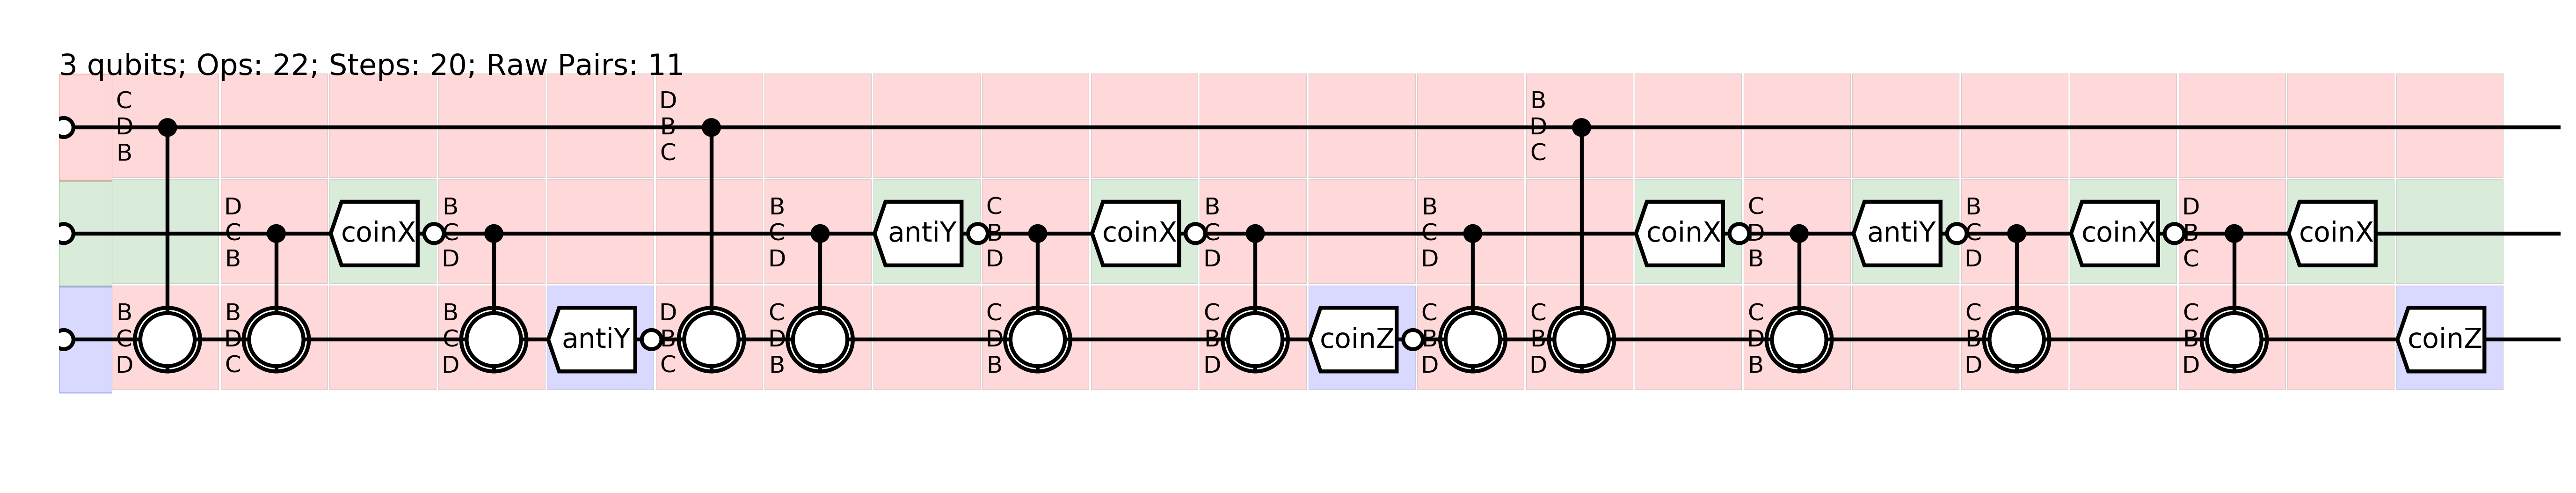 3 qubits; Ops: 22; Steps: 20; Raw Pairs: 11
C D B
D B D
B C C
D B B C B B C B D
C coinX C C antiY B coinX C C coinX D antiY C coinX B coinX
B D D D D D B D C
B B B D C C C C C C C C
C D C antiY B D D B coinZ B B D B B coinZ
D C D C B B D D D B D D